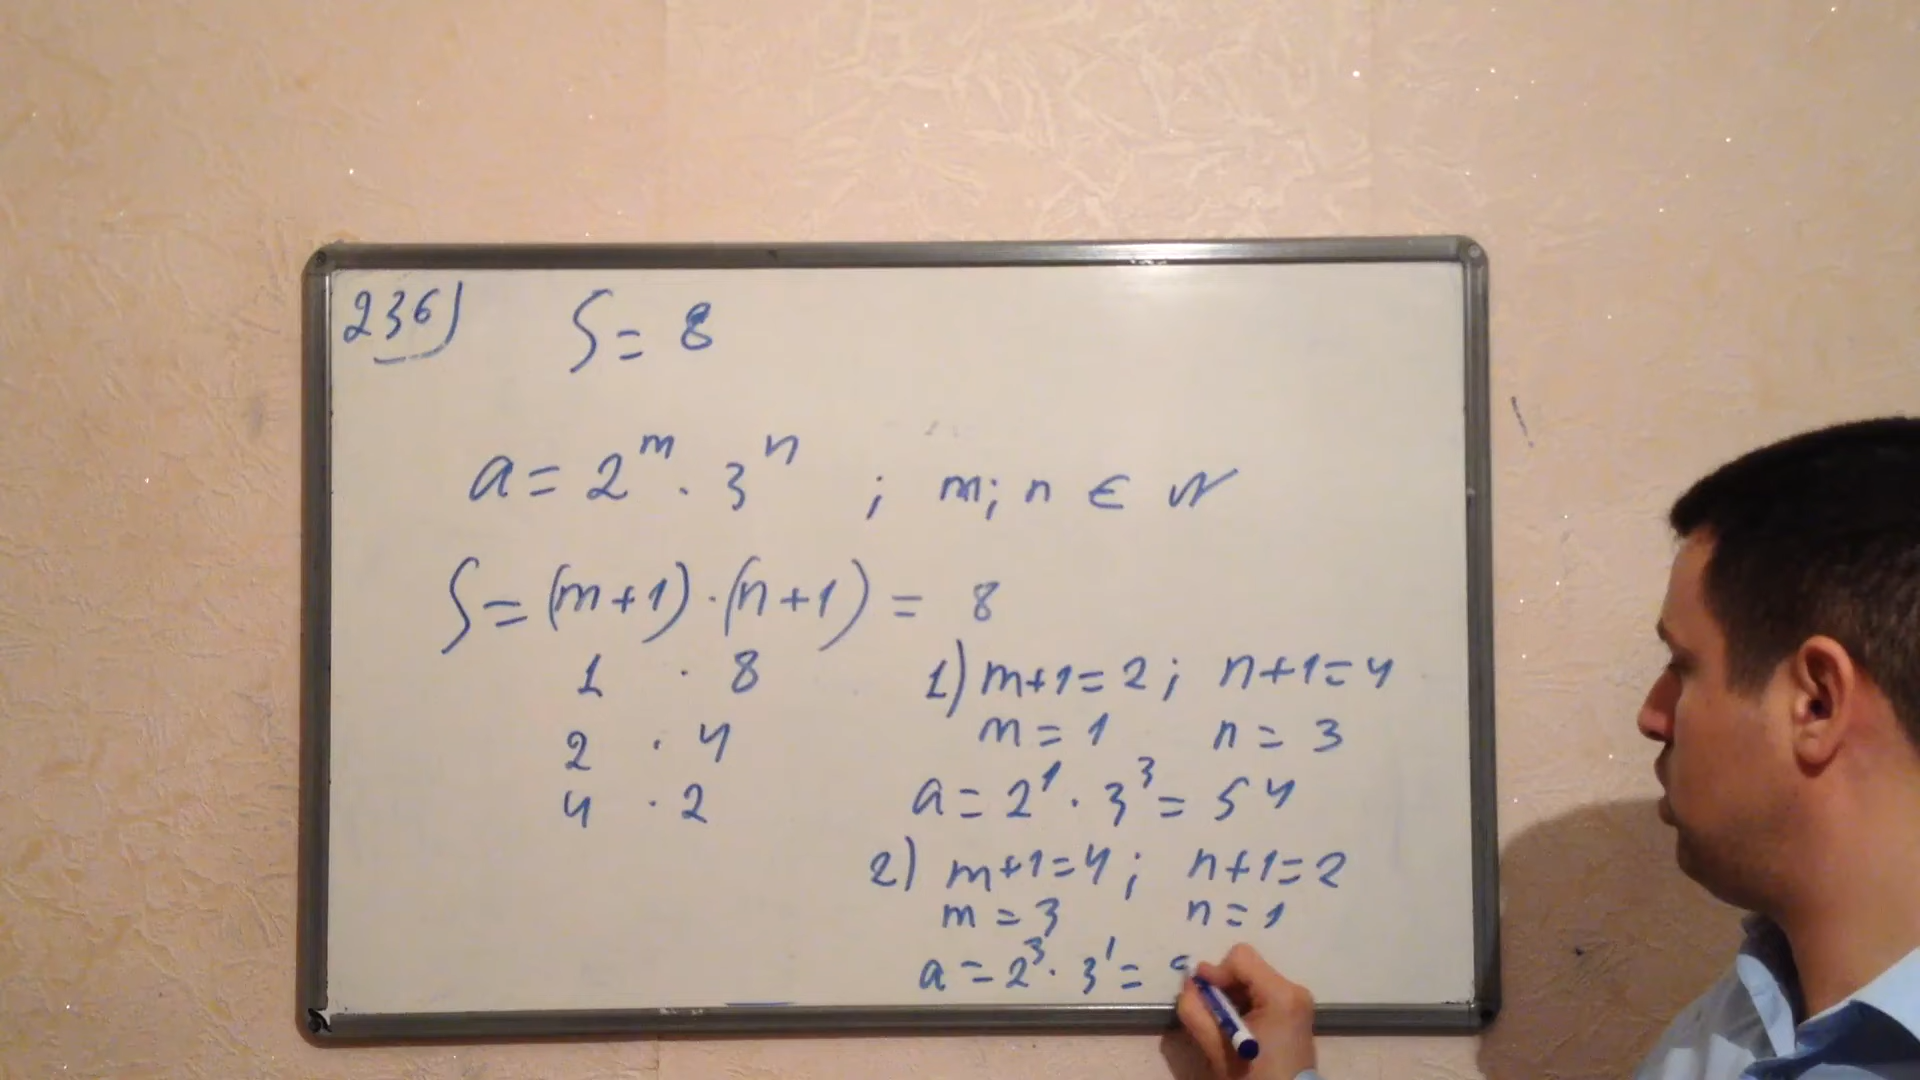 236) S = 8
a = 2^m · 3^n ; m; n ∈ N
S = (m+1) · (n+1) = 8
1 · 8
2 · 4
4 · 2
1) m+1=2; n+1=4
m = 1 n = 3
a = 2^1 · 3^3 = 54
2) m+1=4; n+1=2
m = 3 n = 1
a = 2^3 · 3^1 =